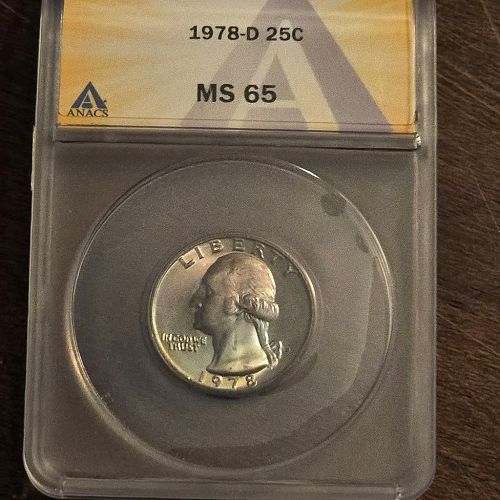 1978-D 25C
MS 65
ANACS
LIBERTY
IN GOD WE
TRUST
1978